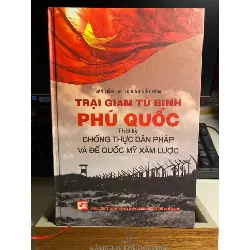 TRẠI GIAM TÙ BINH
PHÚ QUỐC
Thời kỳ
CHỐNG THỰC DÂN PHÁP
VÀ ĐẾ QUỐC MỸ XÂM LƯỢC